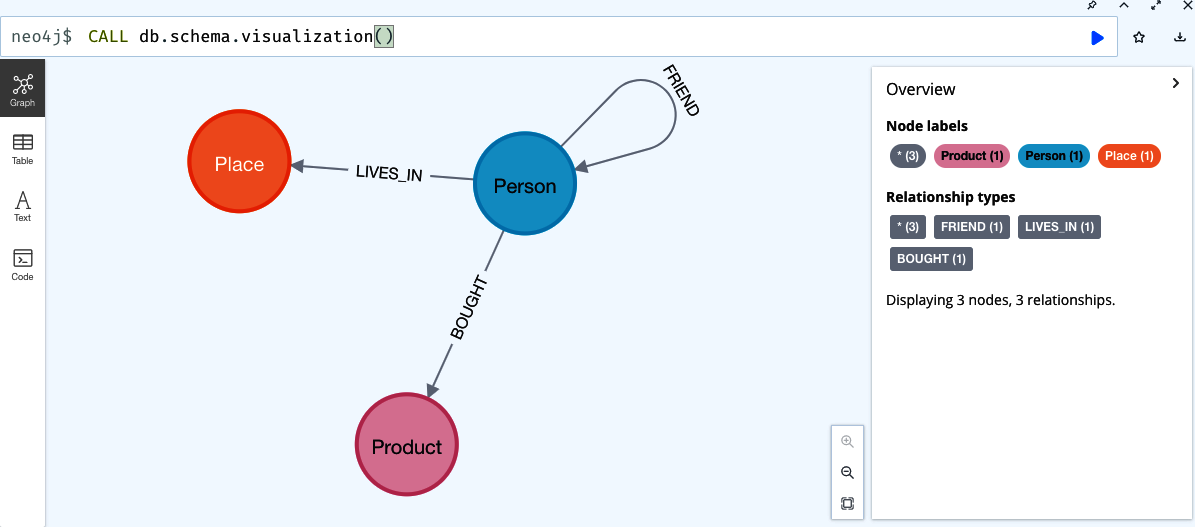 neo4j$ CALL db.schema.visualization()
Graph
Table
Text
Code
FRIEND
Place
LIVES_IN
Person
BOUGHT
Product
Overview
Node labels
* (3) Product (1) Person (1) Place (1)
Relationship types
* (3) FRIEND (1) LIVES_IN (1)
BOUGHT (1)
Displaying 3 nodes, 3 relationships.